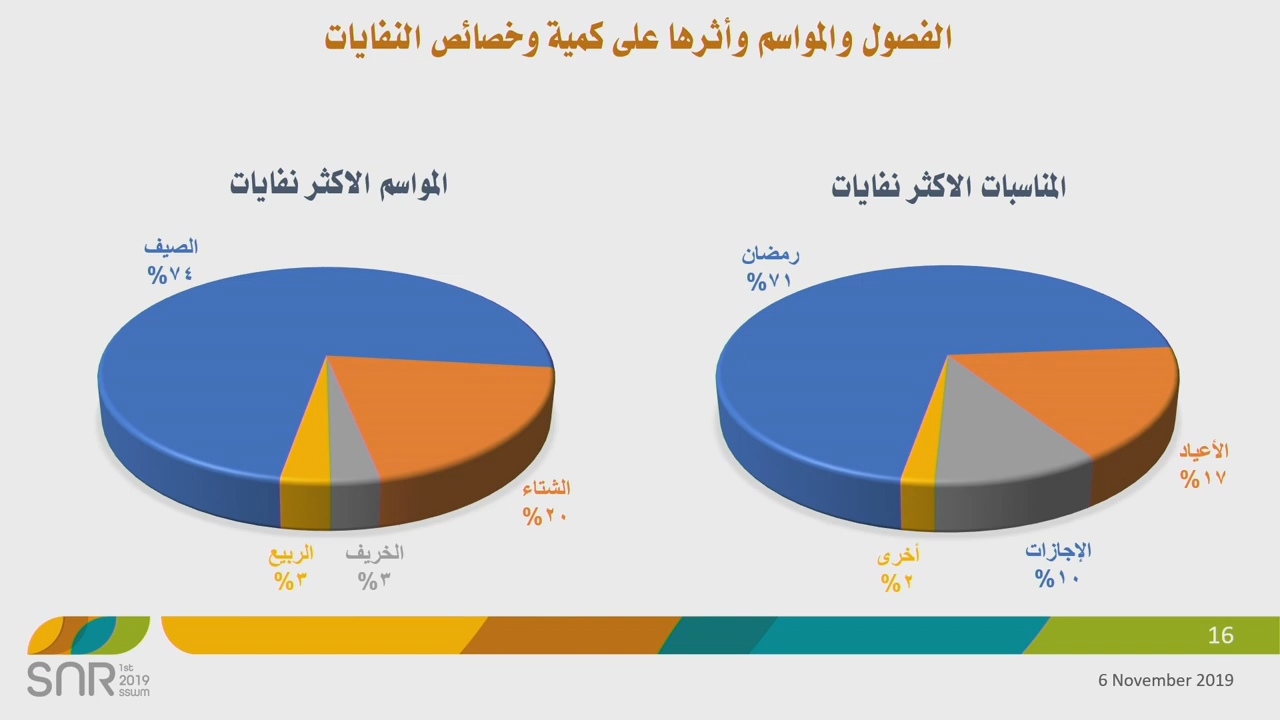 الفصول والمواسم وأثرها على كمية وخصائص النفايات
المناسبات الاكثر نفايات
رمضان
%٧١
الأعياد
%١٧
الإجازات
%١٠
أخرى
%٢
المواسم الاكثر نفايات
الصيف
%٧٤
الشتاء
%٢٠
الخريف
%٣
الربيع
%٣
16
6 November 2019
SNR
1st
2019
sswm